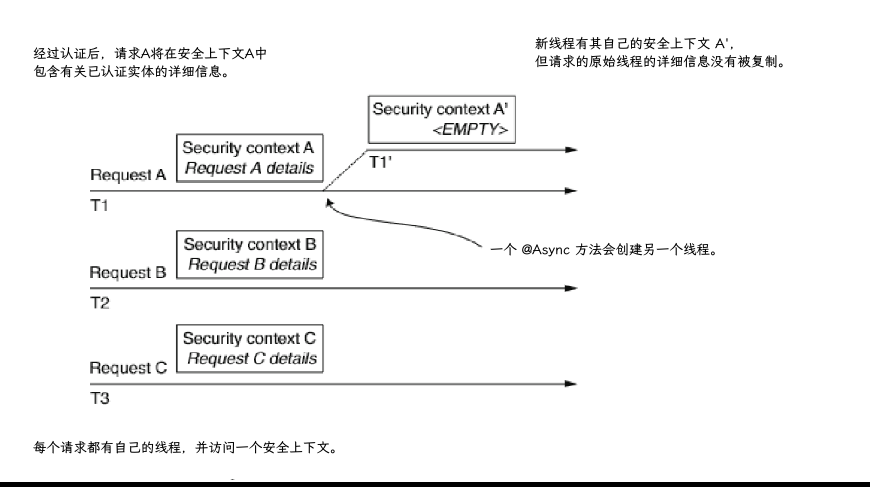 经过认证后，请求A将在安全上下文A中
包含有关已认证实体的详细信息。
新线程有其自己的安全上下文 A'，
但请求的原始线程的详细信息没有被复制。
Security context A'
<EMPTY>
Security context A
Request A details
T1'
Request A
T1
一个 @Async 方法会创建另一个线程。
Security context B
Request B details
Request B
T2
Security context C
Request C details
Request C
T3
每个请求都有自己的线程，并访问一个安全上下文。